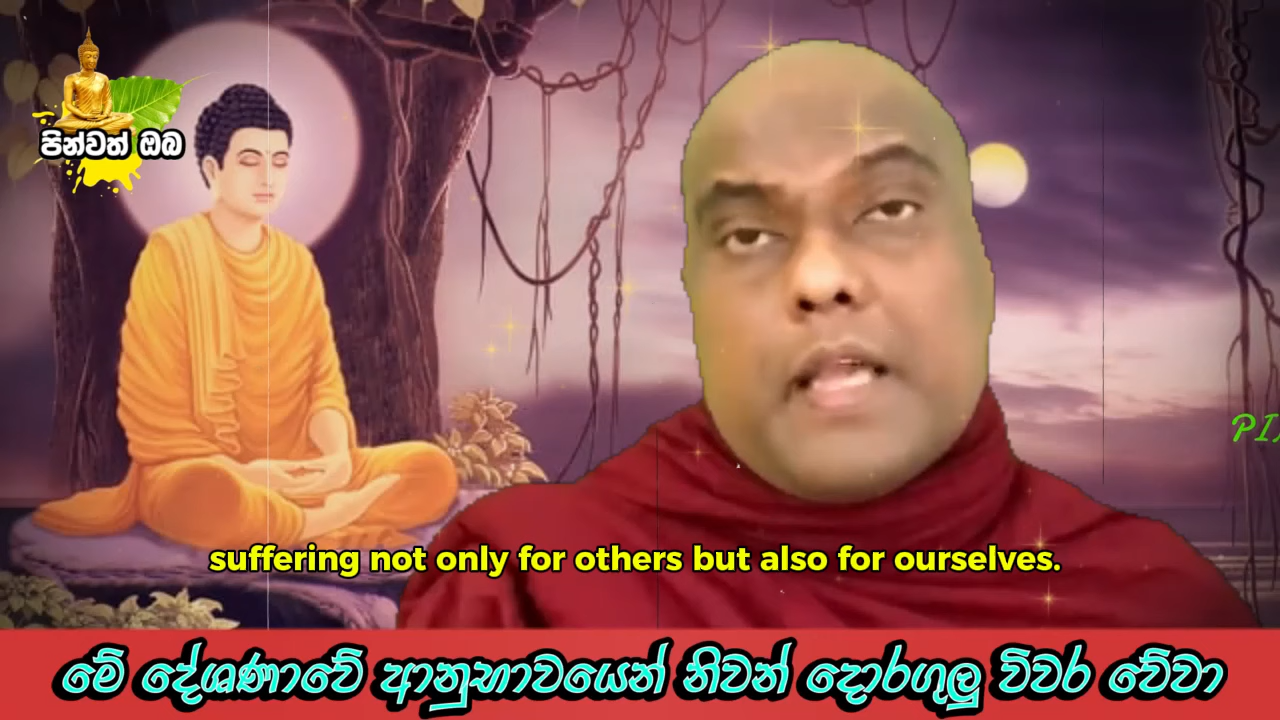 පින්වත් ඔබ
suffering not only for others but also for ourselves.
මේ දේශණාවේ ආනුභාවයෙන් නිවන් දොරගුලු විවර වේවා